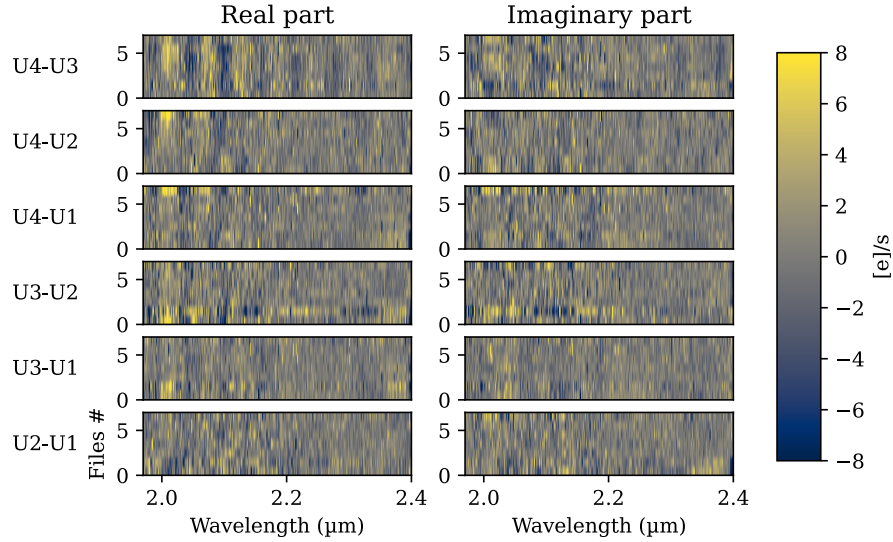 Real part Imaginary part
U4-U3 5 0 5 0
U4-U2 5 0 5 0
U4-U1 5 0 5 0
U3-U2 5 0 5 0
U3-U1 5 0 5 0
U2-U1 Files # 5 0 5 0
2.0 2.2 2.4 2.0 2.2 2.4
Wavelength (µm) Wavelength (µm)
8
6
4
2
0
−2
−4
−6
−8
[e]/s